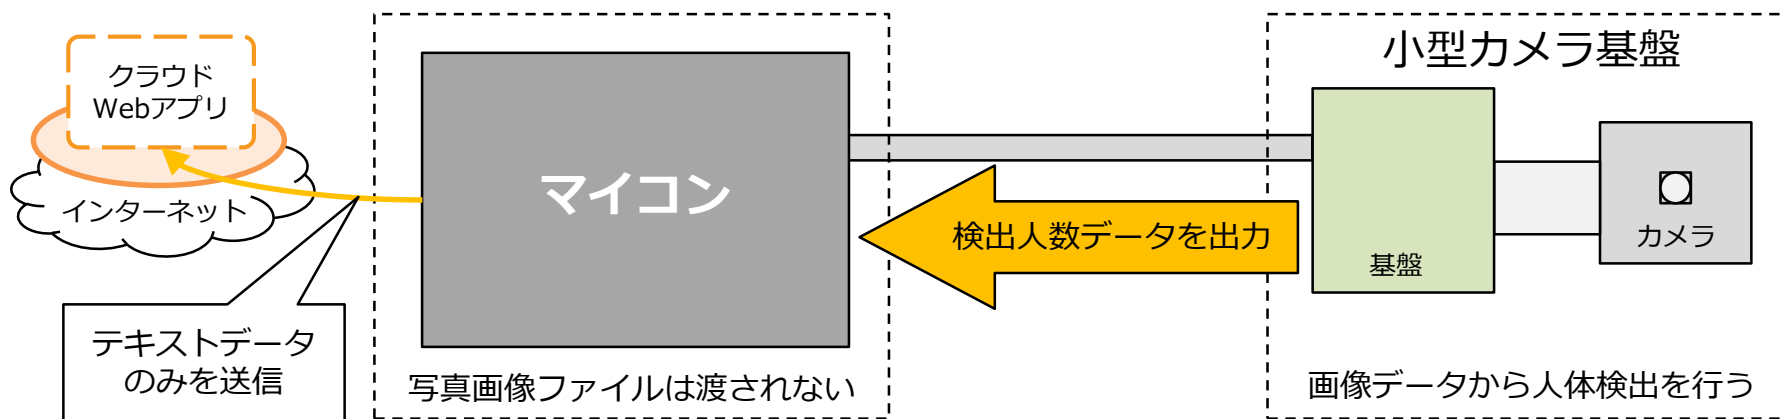 クラウド
Webアプリ
インターネット
テキストデータ
のみを送信
マイコン
写真画像ファイルは渡されない
検出人数データを出力
小型カメラ基盤
基盤
カメラ
画像データから人体検出を行う